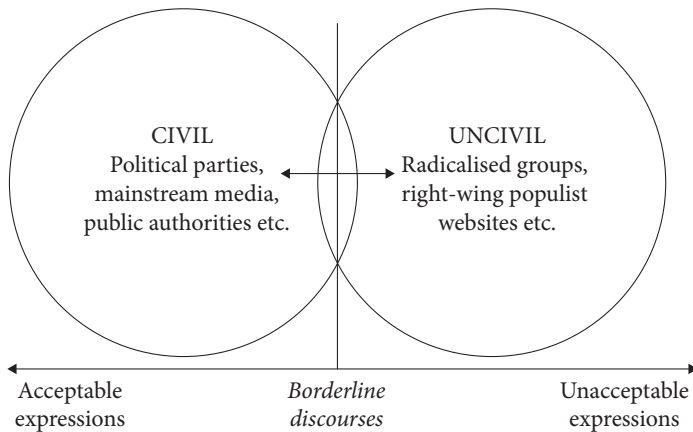 CIVIL
Political parties,
mainstream media,
public authorities etc.
UNCIVIL
Radicalised groups,
right-wing populist
websites etc.
Acceptable
expressions
Borderline
discourses
Unacceptable
expressions